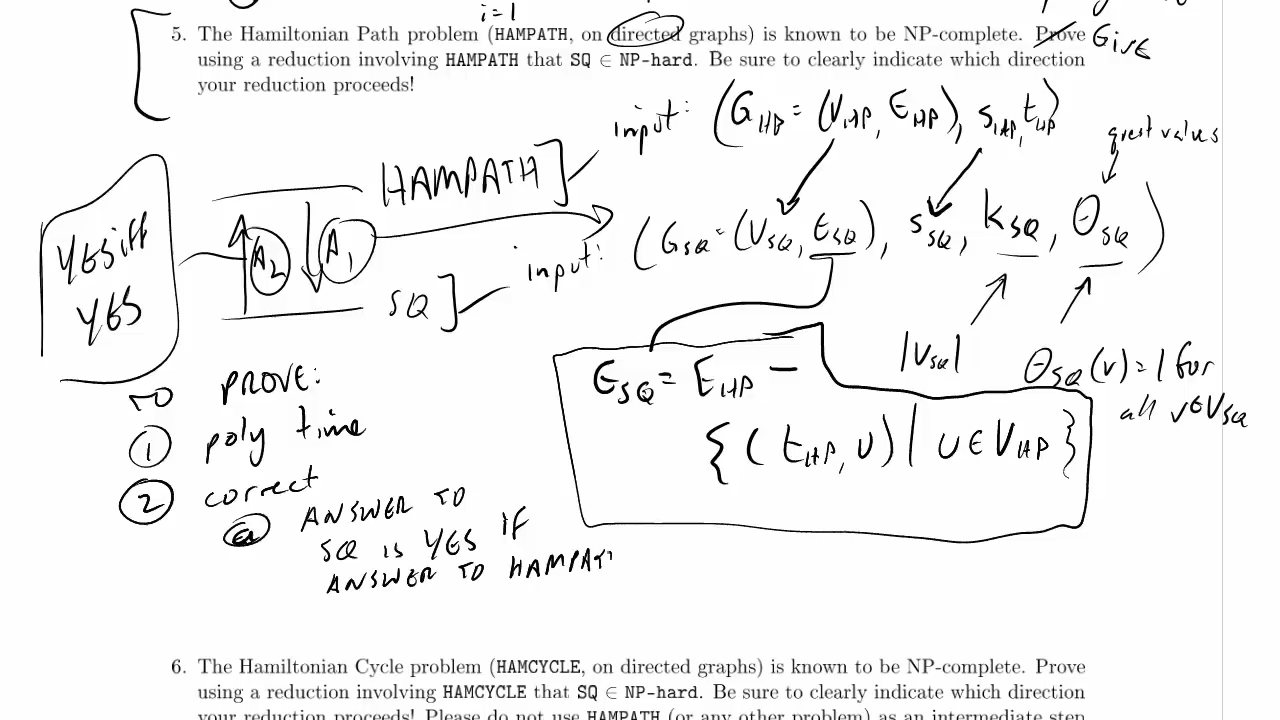 i=1
5. The Hamiltonian Path problem (HAMPATH, on directed graphs) is known to be NP-complete. Prove GIVE
using a reduction involving HAMPATH that SQ ∈ NP-hard. Be sure to clearly indicate which direction
your reduction proceeds!
input: (G_HP = (V_HP, E_HP), s_HP, t_HP)
quest values
HAMPATH]
YES iff
YES
A2
A1
input: (G_SQ = (V_SQ, E_SQ), s_SQ, k_SQ, θ_SQ)
SQ]
|V_SQ|
θ_SQ(v) = 1 for
all v∈V_SQ
E_SQ = E_HP −
{(t_HP, U) | U ∈ V_HP}
TO PROVE:
① poly time
② correct
ⓐ ANSWER TO
SQ IS YES IF
ANSWER TO HAMPAT
6. The Hamiltonian Cycle problem (HAMCYCLE, on directed graphs) is known to be NP-complete. Prove
using a reduction involving HAMCYCLE that SQ ∈ NP-hard. Be sure to clearly indicate which direction
your reduction proceeds! Please do not use HAMPATH (or any other problem) as an intermediate step